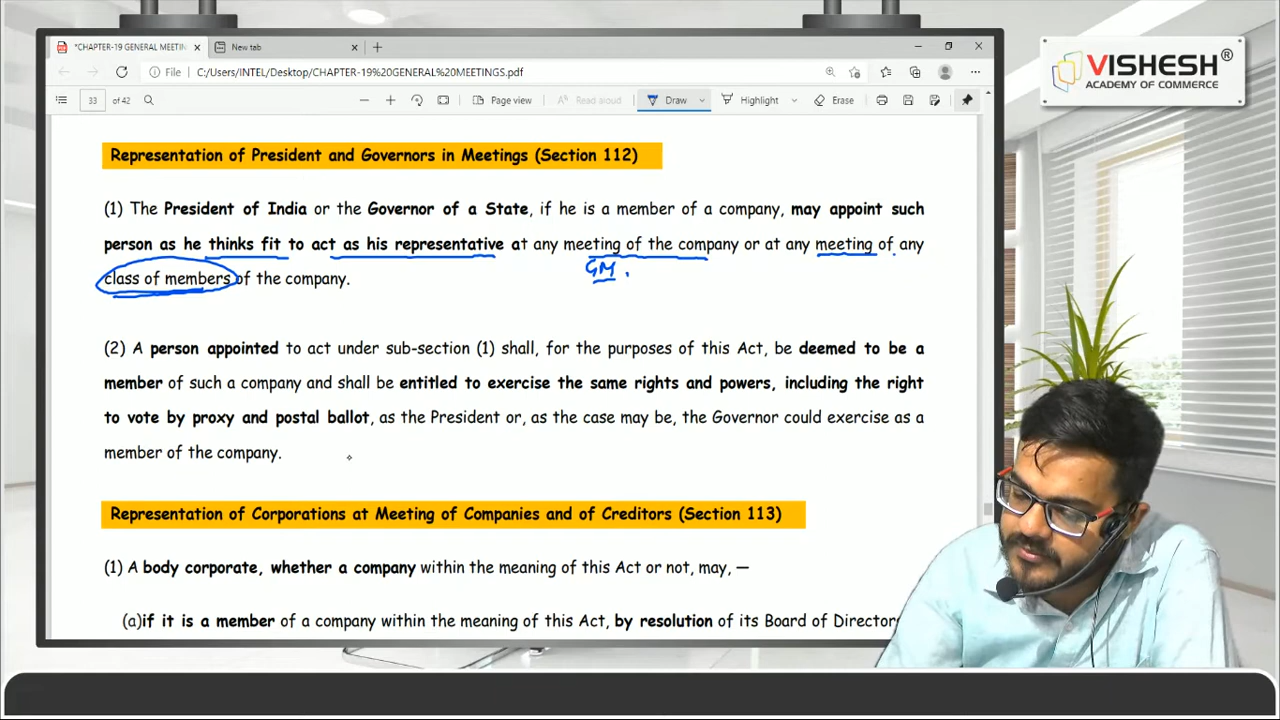 *CHAPTER-19 GENERAL MEETIN
New tab
File
C:/Users/INTEL/Desktop/CHAPTER-19%20GENERAL%20MEETINGS.pdf
33 of 42
Page view
Read aloud
Draw
Highlight
Erase
VISHESH®
ACADEMY OF COMMERCE
Representation of President and Governors in Meetings (Section 112)
(1) The President of India or the Governor of a State, if he is a member of a company, may appoint such
person as he thinks fit to act as his representative at any meeting of the company or at any meeting of any
GM.
class of members of the company.
(2) A person appointed to act under sub-section (1) shall, for the purposes of this Act, be deemed to be a
member of such a company and shall be entitled to exercise the same rights and powers, including the right
to vote by proxy and postal ballot, as the President or, as the case may be, the Governor could exercise as a
member of the company.
Representation of Corporations at Meeting of Companies and of Creditors (Section 113)
(1) A body corporate, whether a company within the meaning of this Act or not, may, —
(a)if it is a member of a company within the meaning of this Act, by resolution of its Board of Directors